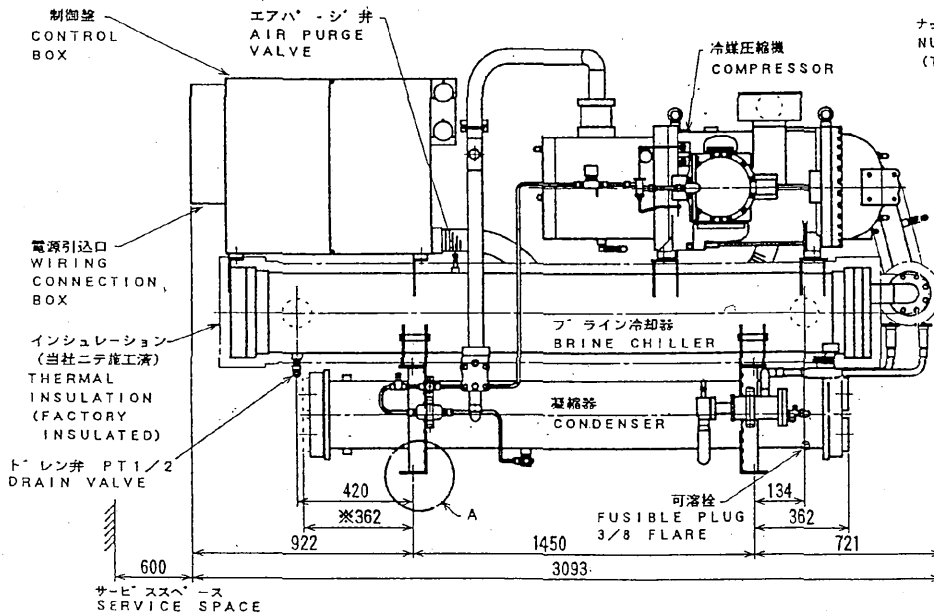 制御盤
CONTROL
BOX
エアパージ弁
AIR PURGE
VALVE
冷媒圧縮機
COMPRESSOR
ナッ
NU
(T
電源引込口
WIRING
CONNECTION
BOX
インシュレーション
(当社ニテ施工済)
THERMAL
INSULATION
(FACTORY
INSULATED)
ドレン弁 PT1/2
DRAIN VALVE
ブライン冷却器
BRINE CHILLER
凝縮器
CONDENSER
420
※362
A
可溶栓
FUSIBLE PLUG
3/8 FLARE
134
362
922
1450
721
600
3093
サービススペース
SERVICE SPACE